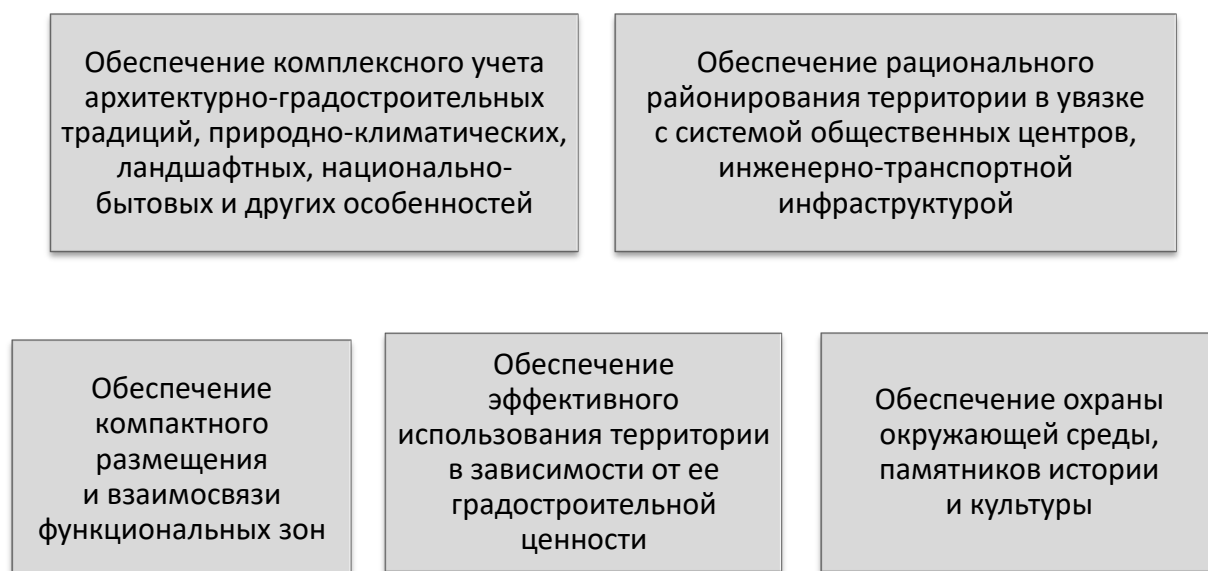 Обеспечение комплексного учета
архитектурно-градостроительных
традиций, природно-климатических,
ландшафтных, национально-
бытовых и других особенностей
Обеспечение рационального
районирования территории в увязке
с системой общественных центров,
инженерно-транспортной
инфраструктурой
Обеспечение
компактного
размещения
и взаимосвязи
функциональных зон
Обеспечение
эффективного
использования территории
в зависимости от ее
градостроительной
ценности
Обеспечение охраны
окружающей среды,
памятников истории
и культуры